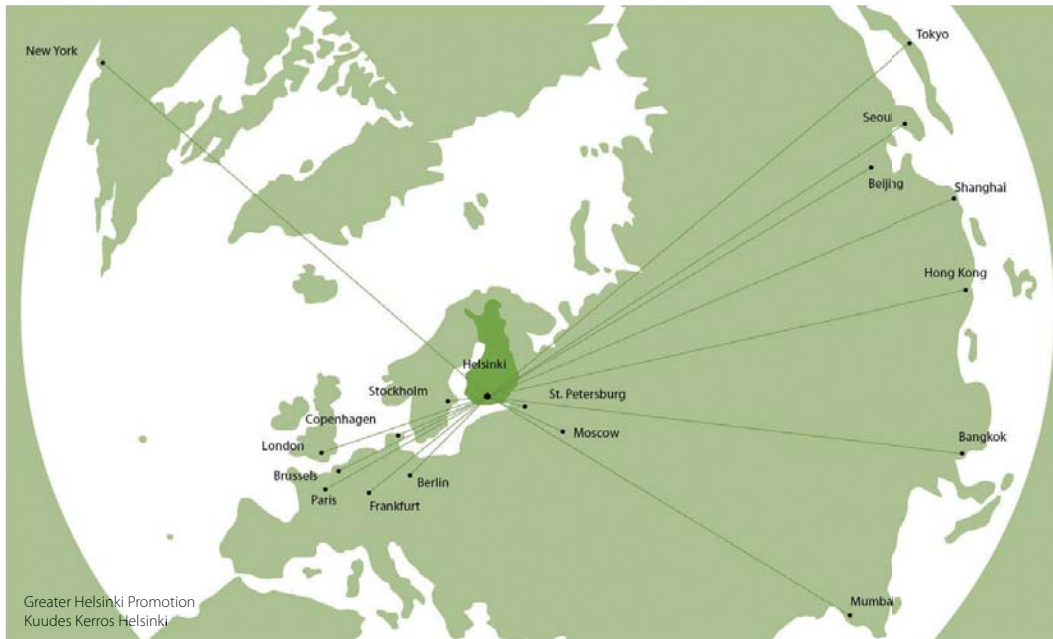 New York
Tokyo
Seoul
Beijing
Shanghai
Hong Kong
Helsinki
Stockholm
St. Petersburg
Copenhagen
Moscow
London
Bangkok
Brussels
Berlin
Paris
Frankfurt
Mumbai
Greater Helsinki Promotion
Kuudes Kerros Helsinki